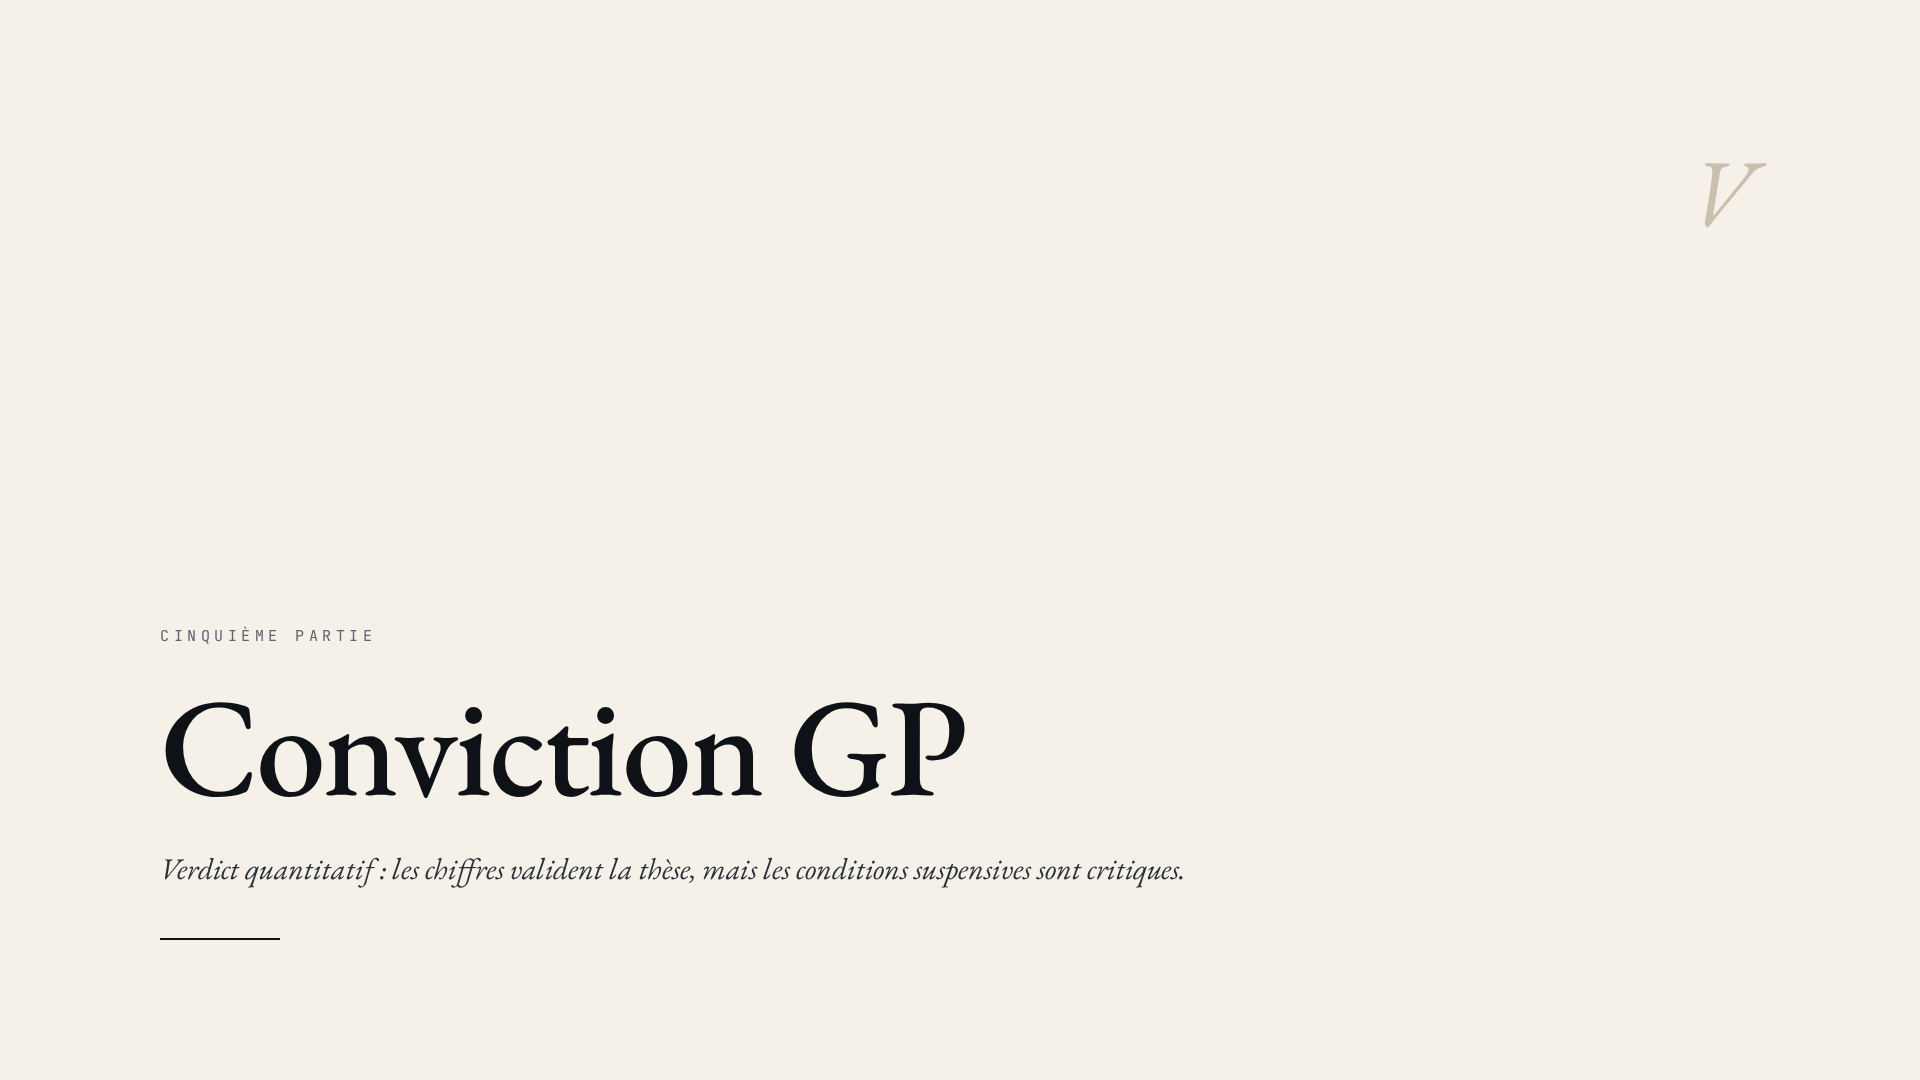 V
CINQUIÈME PARTIE
Conviction GP
Verdict quantitatif : les chiffres valident la thèse, mais les conditions suspensives sont critiques.